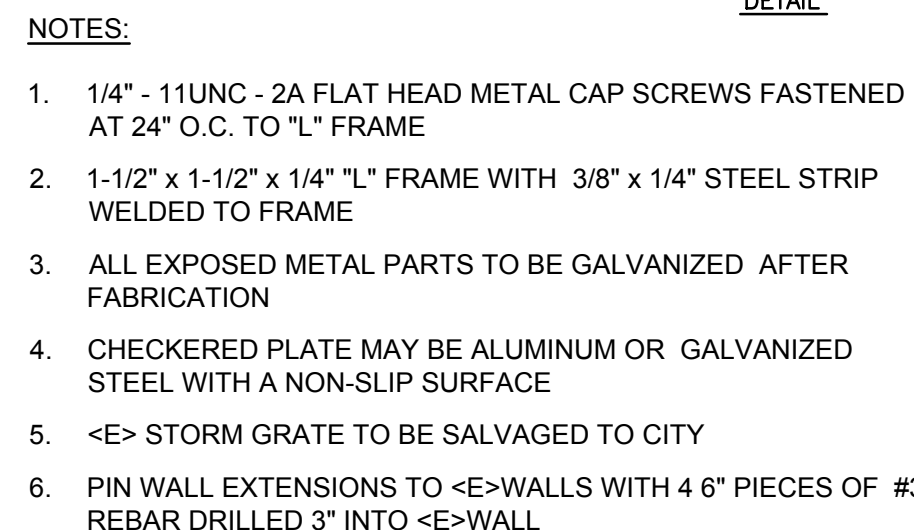 DETAIL
NOTES:
1. 1/4" - 11UNC - 2A FLAT HEAD METAL CAP SCREWS FASTENED
AT 24" O.C. TO "L" FRAME
2. 1-1/2" x 1-1/2" x 1/4" "L" FRAME WITH 3/8" x 1/4" STEEL STRIP
WELDED TO FRAME
3. ALL EXPOSED METAL PARTS TO BE GALVANIZED AFTER
FABRICATION
4. CHECKERED PLATE MAY BE ALUMINUM OR GALVANIZED
STEEL WITH A NON-SLIP SURFACE
5. <E> STORM GRATE TO BE SALVAGED TO CITY
6. PIN WALL EXTENSIONS TO <E>WALLS WITH 4 6" PIECES OF #3
REBAR DRILLED 3" INTO <E>WALL